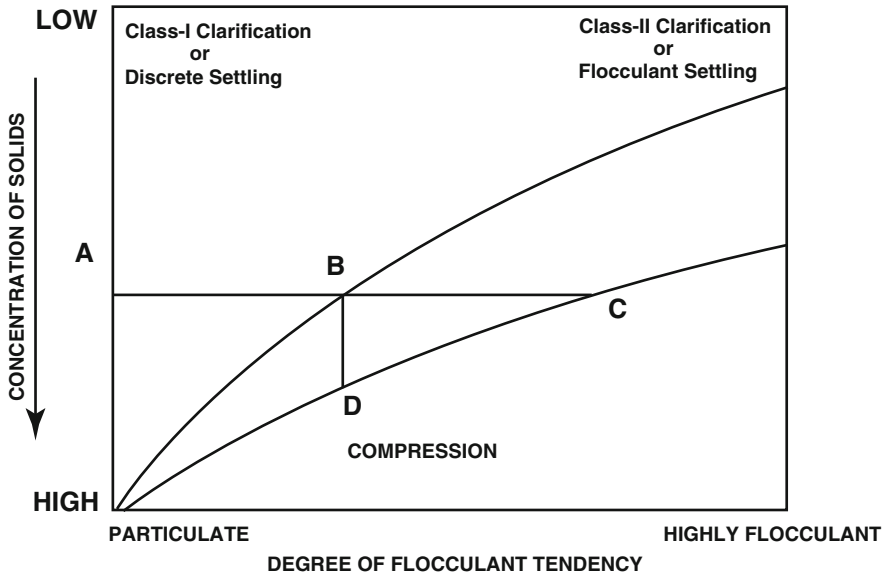 LOW
Class-I Clarification
or
Discrete Settling
Class-II Clarification
or
Flocculant Settling
CONCENTRATION OF SOLIDS
A
B
C
D
COMPRESSION
HIGH
PARTICULATE
HIGHLY FLOCCULANT
DEGREE OF FLOCCULANT TENDENCY